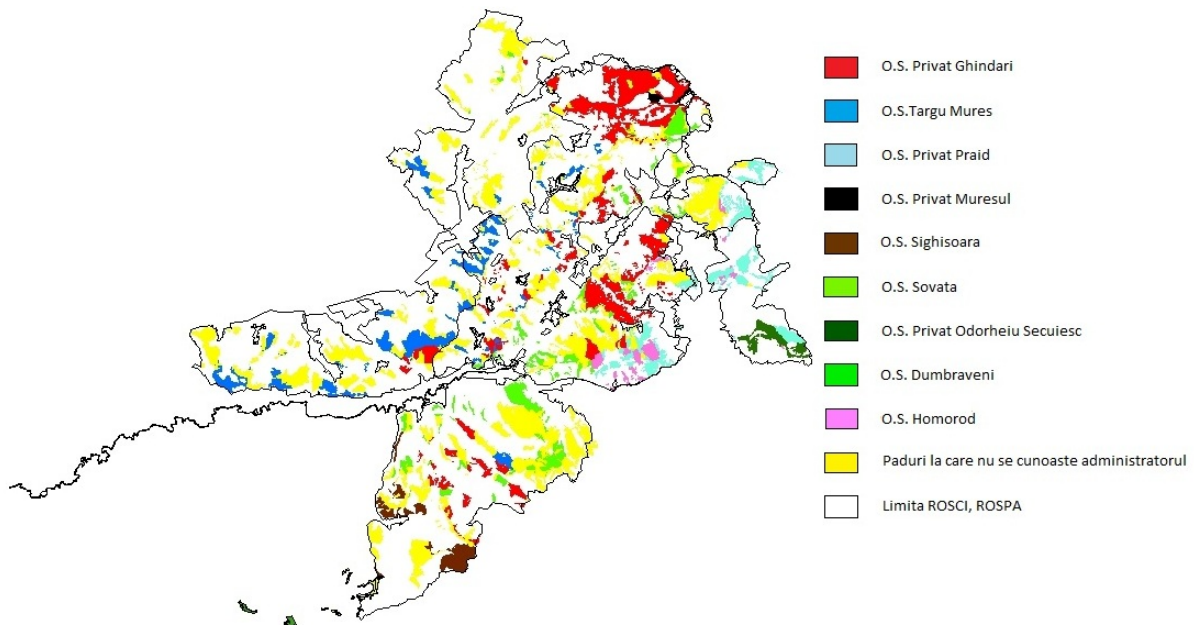 O.S. Privat Ghindari
O.S.Targu Mures
O.S. Privat Praid
O.S. Privat Muresul
O.S. Sighisoara
O.S. Sovata
O.S. Privat Odorheiu Secuiesc
O.S. Dumbraveni
O.S. Homorod
Paduri la care nu se cunoaste administratorul
Limita ROSCI, ROSPA